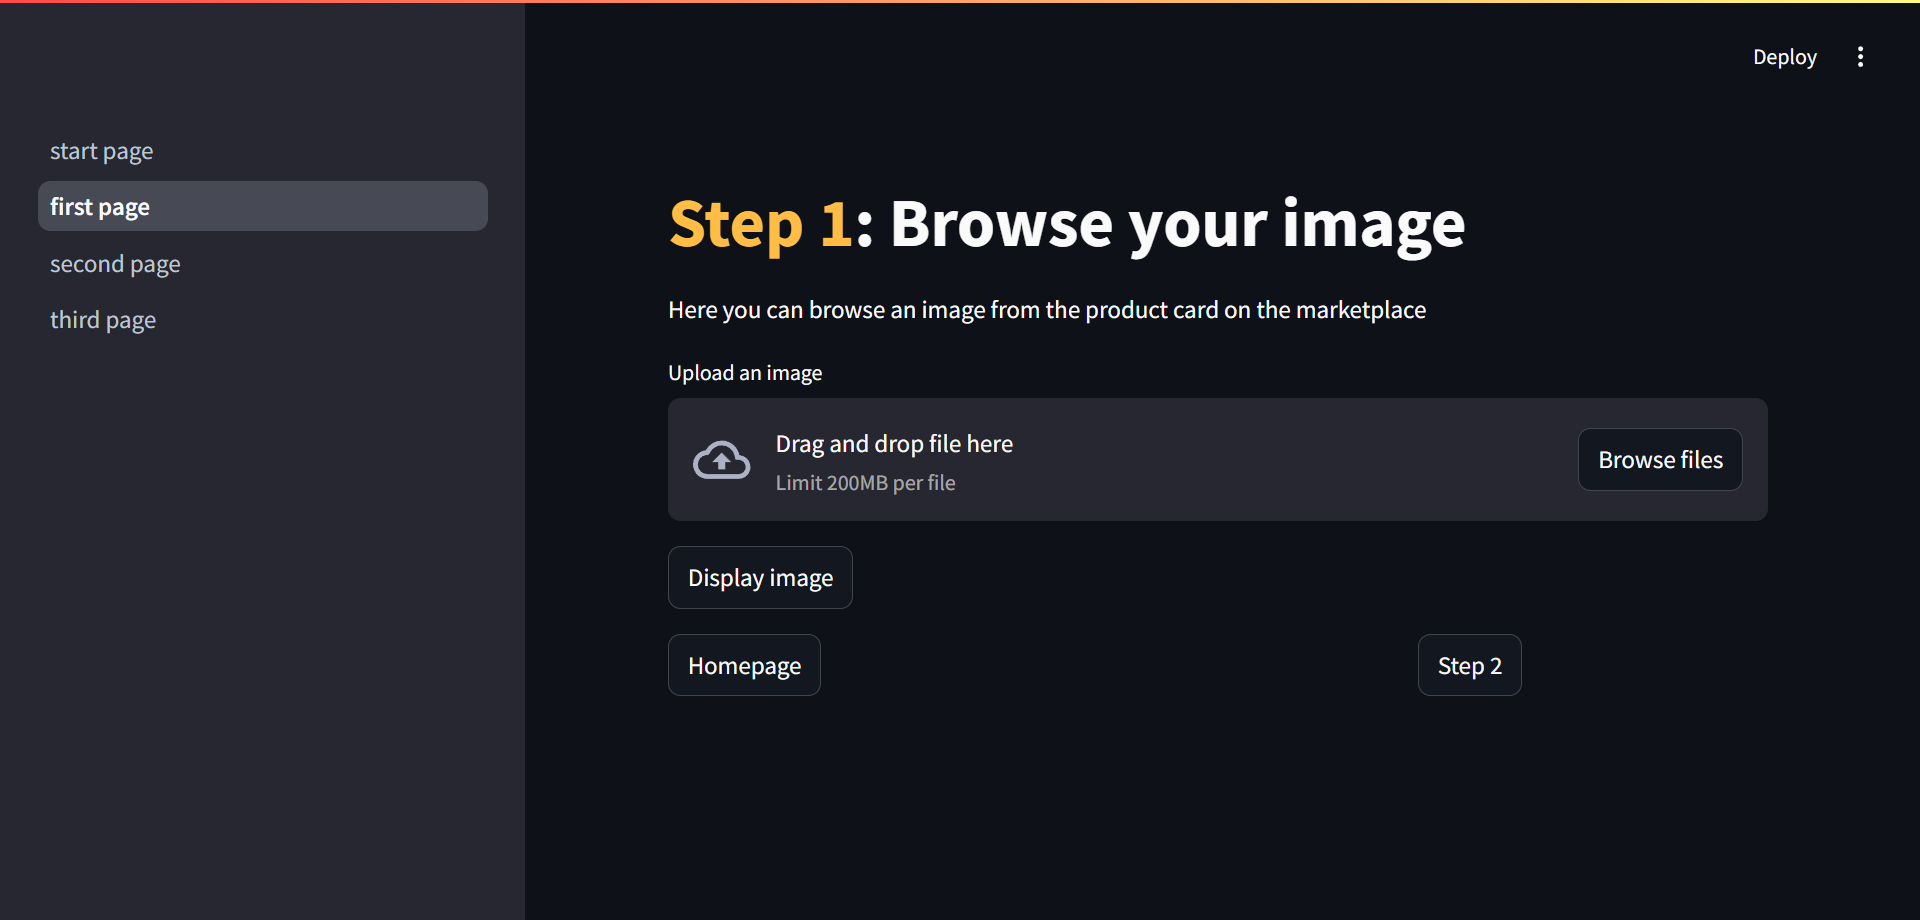 Deploy
start page
first page
second page
third page
Step 1: Browse your image
Here you can browse an image from the product card on the marketplace
Upload an image
Drag and drop file here
Limit 200MB per file
Browse files
Display image
Homepage
Step 2